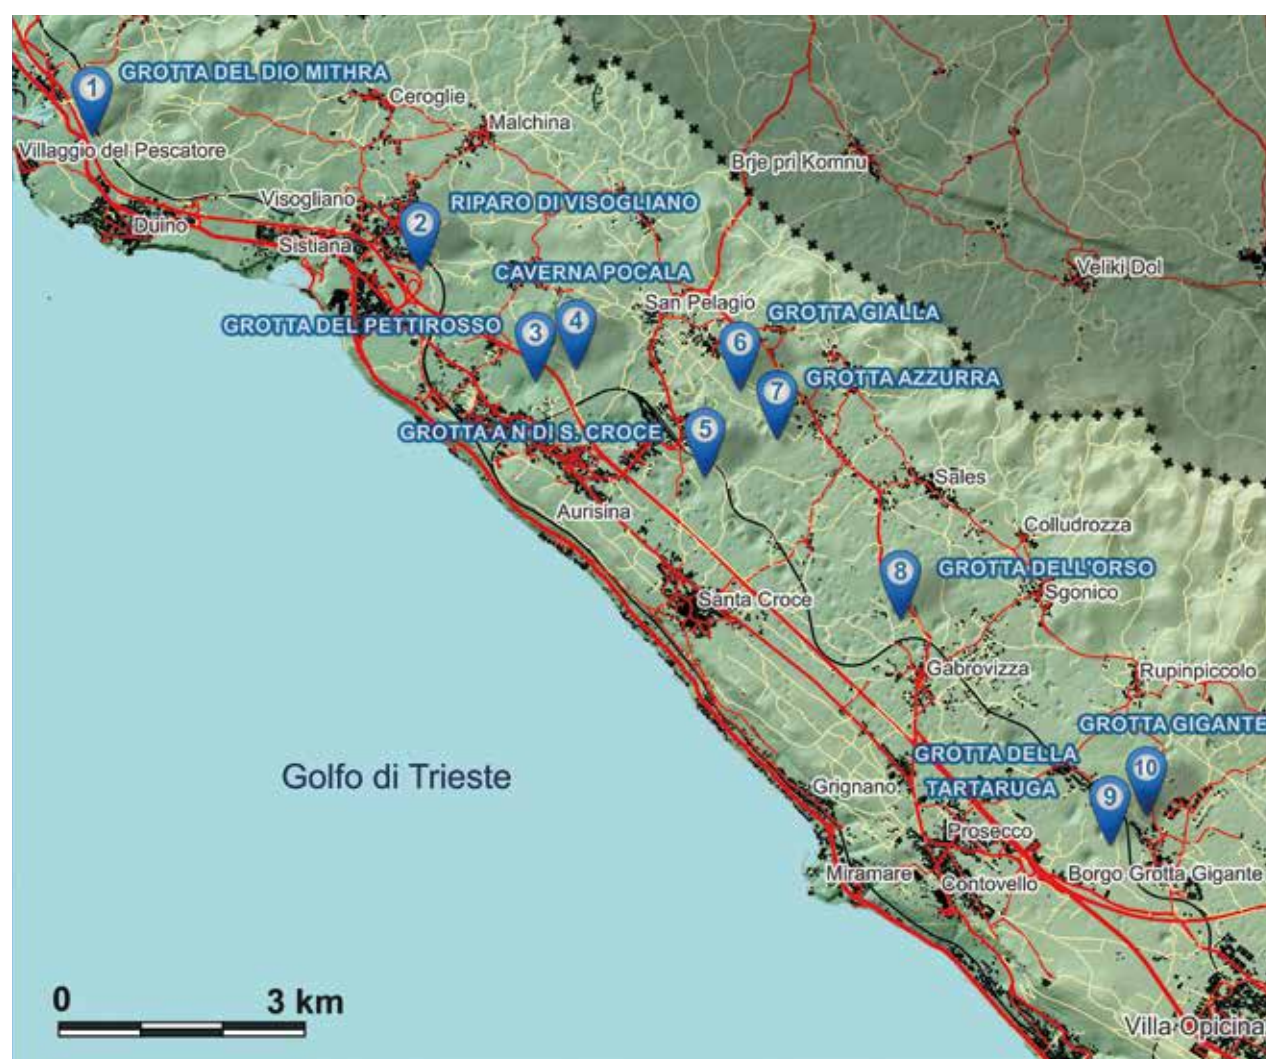 1
GROTTA DEL DIO MITHRA
Ceroglie
Malchina
Villaggio del Pescatore
Brje pri Komnu
Visogliano
RIPARO DI VISOGLIANO
2
Duino
Sistiana
Veliki Dol
CAVERNA POCALA
San Pelagio
GROTTA GIALLA
GROTTA DEL PETTIROSSO
3
4
6
GROTTA AZZURRA
7
GROTTA A N DI S. CROCE
5
Sales
Aurisina
Colludrozza
8
GROTTA DELL'ORSO
Santa Croce
Sgonico
Gabrovizza
Rupinpiccolo
GROTTA GIGANTE
GROTTA DELLA
TARTARUGA
10
Golfo di Trieste
Grignano
9
Prosecco
Miramare
Contovello
Borgo Grotta Gigante
0
3 km
Villa Opicina